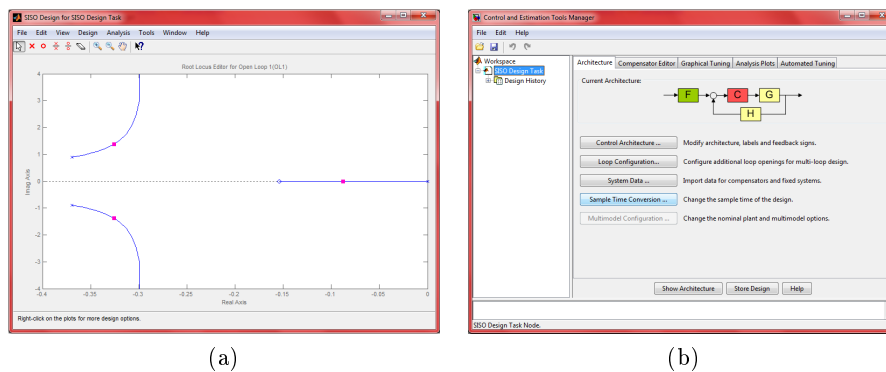 SISO Design for SISO Design Task
File Edit View Design Analysis Tools Window Help
Root Locus Editor for Open Loop 1(OL1)
4
3
2
1
0
-1
-2
-3
-4
Imag Axis
-0.4 -0.35 -0.3 -0.25 -0.2 -0.15 -0.1 -0.05 0
Real Axis
Right-click on the plots for more design options.
(a)
Control and Estimation Tools Manager
File Edit Help
Workspace
SISO Design Task
Design History
Architecture Compensator Editor Graphical Tuning Analysis Plots Automated Tuning
Current Architecture:
F C G
H
Control Architecture ... Modify architecture, labels and feedback signs.
Loop Configuration... Configure additional loop openings for multi-loop design.
System Data ... Import data for compensators and fixed systems.
Sample Time Conversion ... Change the sample time of the design.
Multimodel Configuration ... Change the nominal plant and multimodel options.
Show Architecture Store Design Help
SISO Design Task Node.
(b)